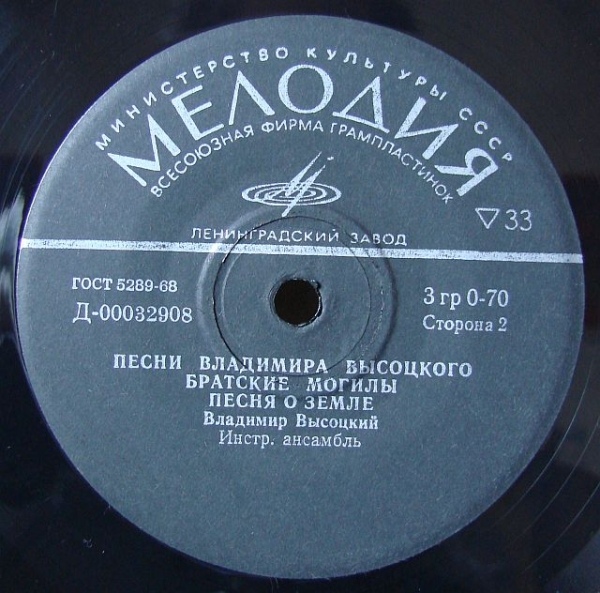 МИНИСТЕРСТВО КУЛЬТУРЫ СССР
МЕЛОДИЯ
ВСЕСОЮЗНАЯ ФИРМА ГРАМПЛАСТИНОК
33
ЛЕНИНГРАДСКИЙ ЗАВОД
ГОСТ 5289-68
Д-00032908
3 гр 0-70
Сторона 2
ПЕСНИ ВЛАДИМИРА ВЫСОЦКОГО
БРАТСКИЕ МОГИЛЫ
ПЕСНЯ О ЗЕМЛЕ
Владимир Высоцкий
Инстр. ансамбль